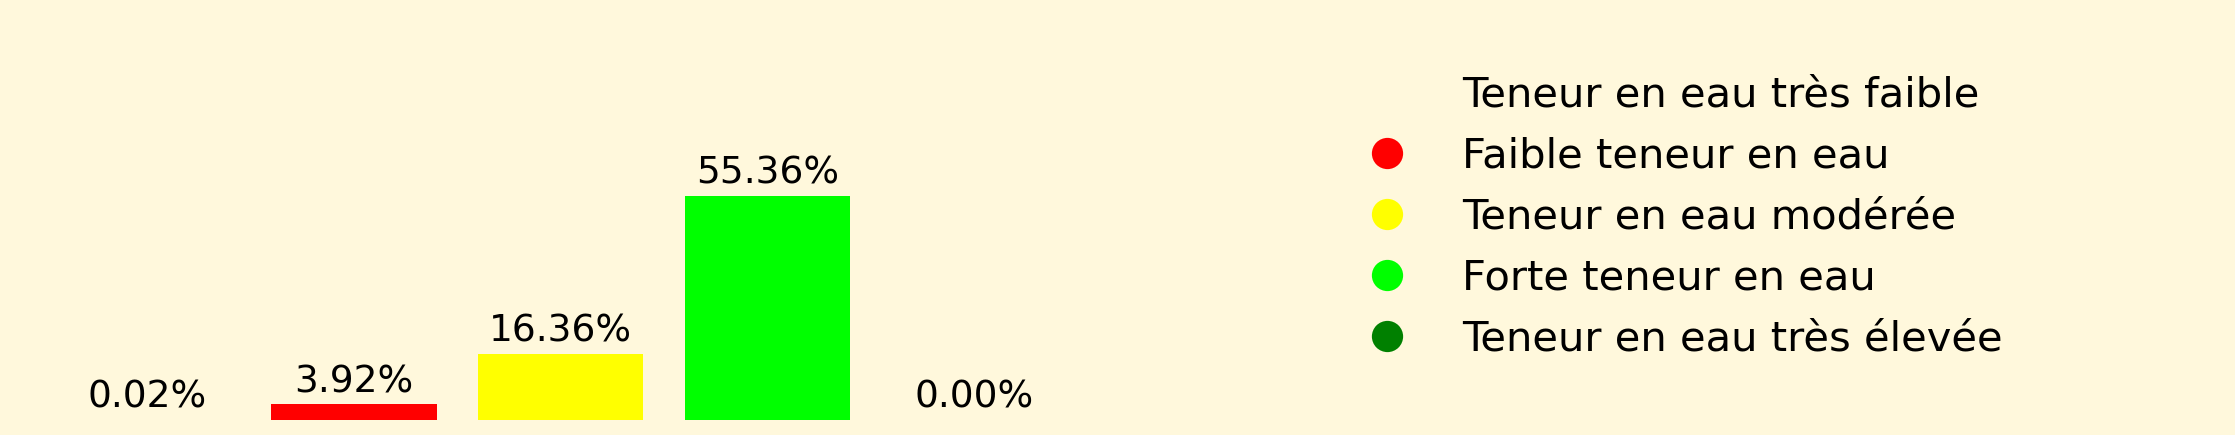 0.02%
3.92%
16.36%
55.36%
0.00%
Teneur en eau très faible
Faible teneur en eau
Teneur en eau modérée
Forte teneur en eau
Teneur en eau très élevée